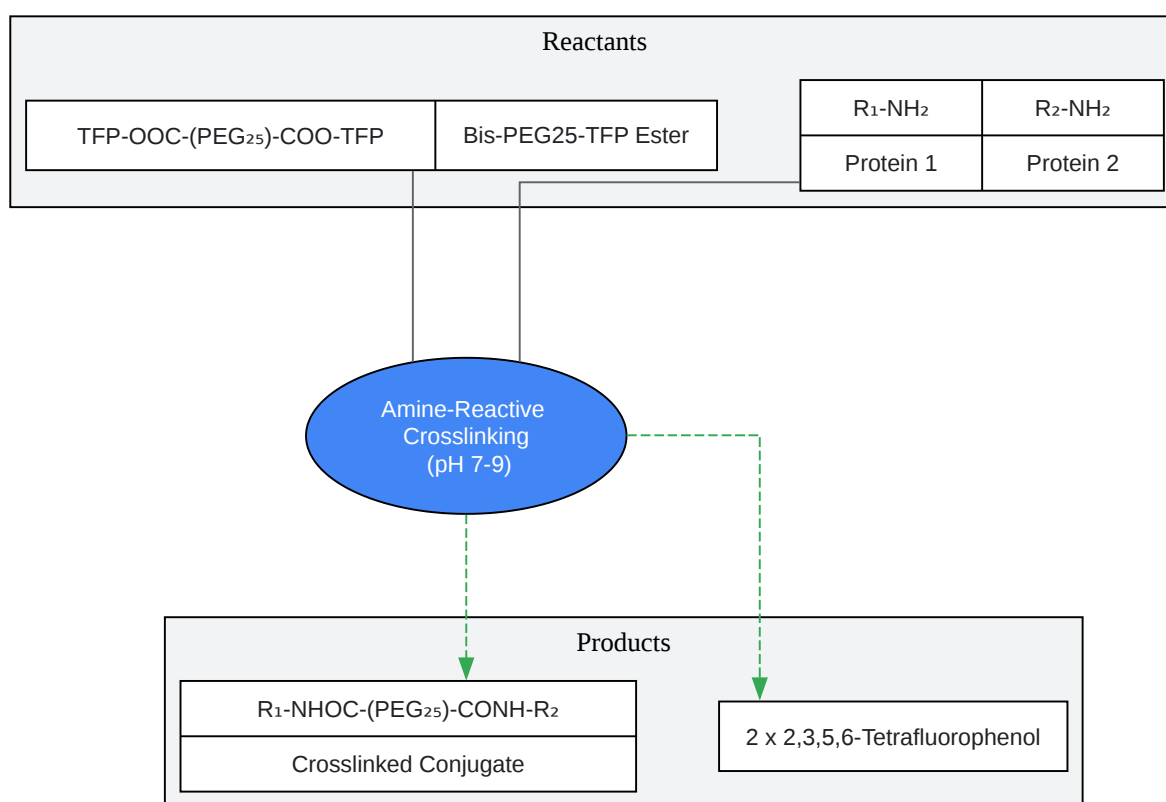 Reactants
TFP-OOC-(PEG₂₅)-COO-TFP
Bis-PEG25-TFP Ester
R₁-NH₂
R₂-NH₂
Protein 1
Protein 2
Amine-Reactive
Crosslinking
(pH 7-9)
Products
R₁-NHOC-(PEG₂₅)-CONH-R₂
Crosslinked Conjugate
2 x 2,3,5,6-Tetrafluorophenol